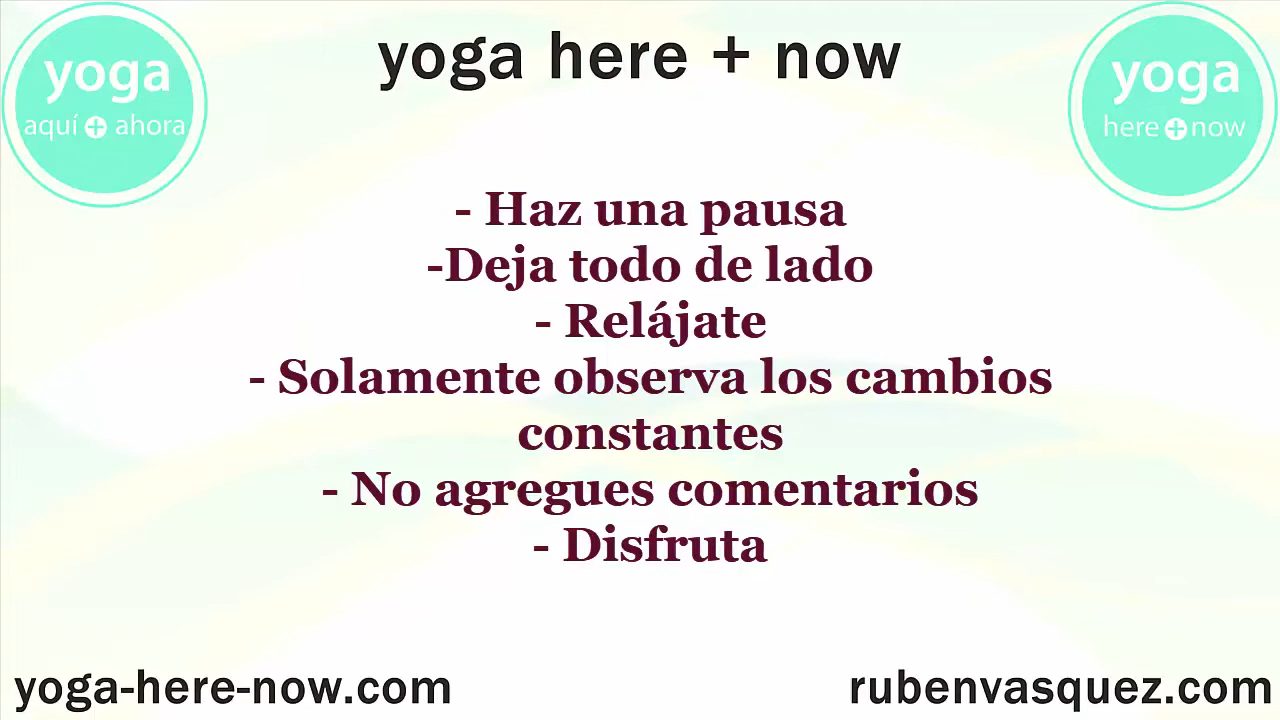 yoga
aquí + ahora
yoga here + now
yoga
here + now
- Haz una pausa
-Deja todo de lado
- Relájate
- Solamente observa los cambios
constantes
- No agregues comentarios
- Disfruta
yoga-here-now.com
rubenvasquez.com